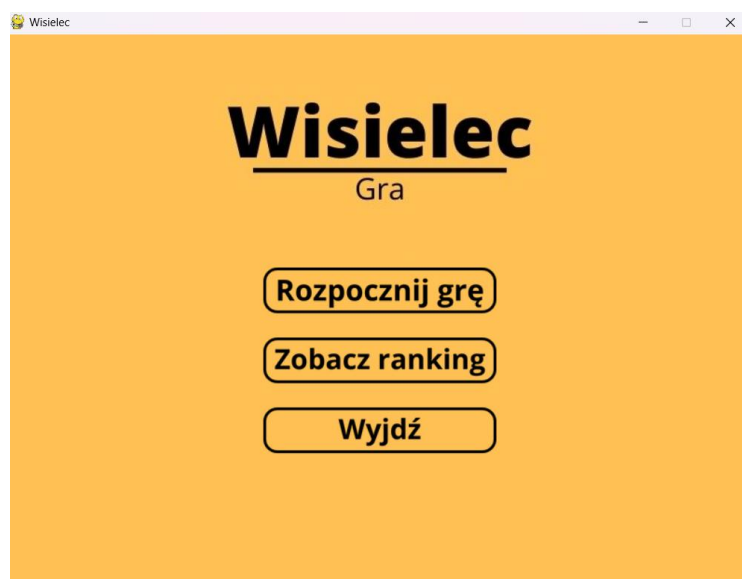 Wisielec
Wisielec
Gra
Rozpocznij grę
Zobacz ranking
Wyjdź